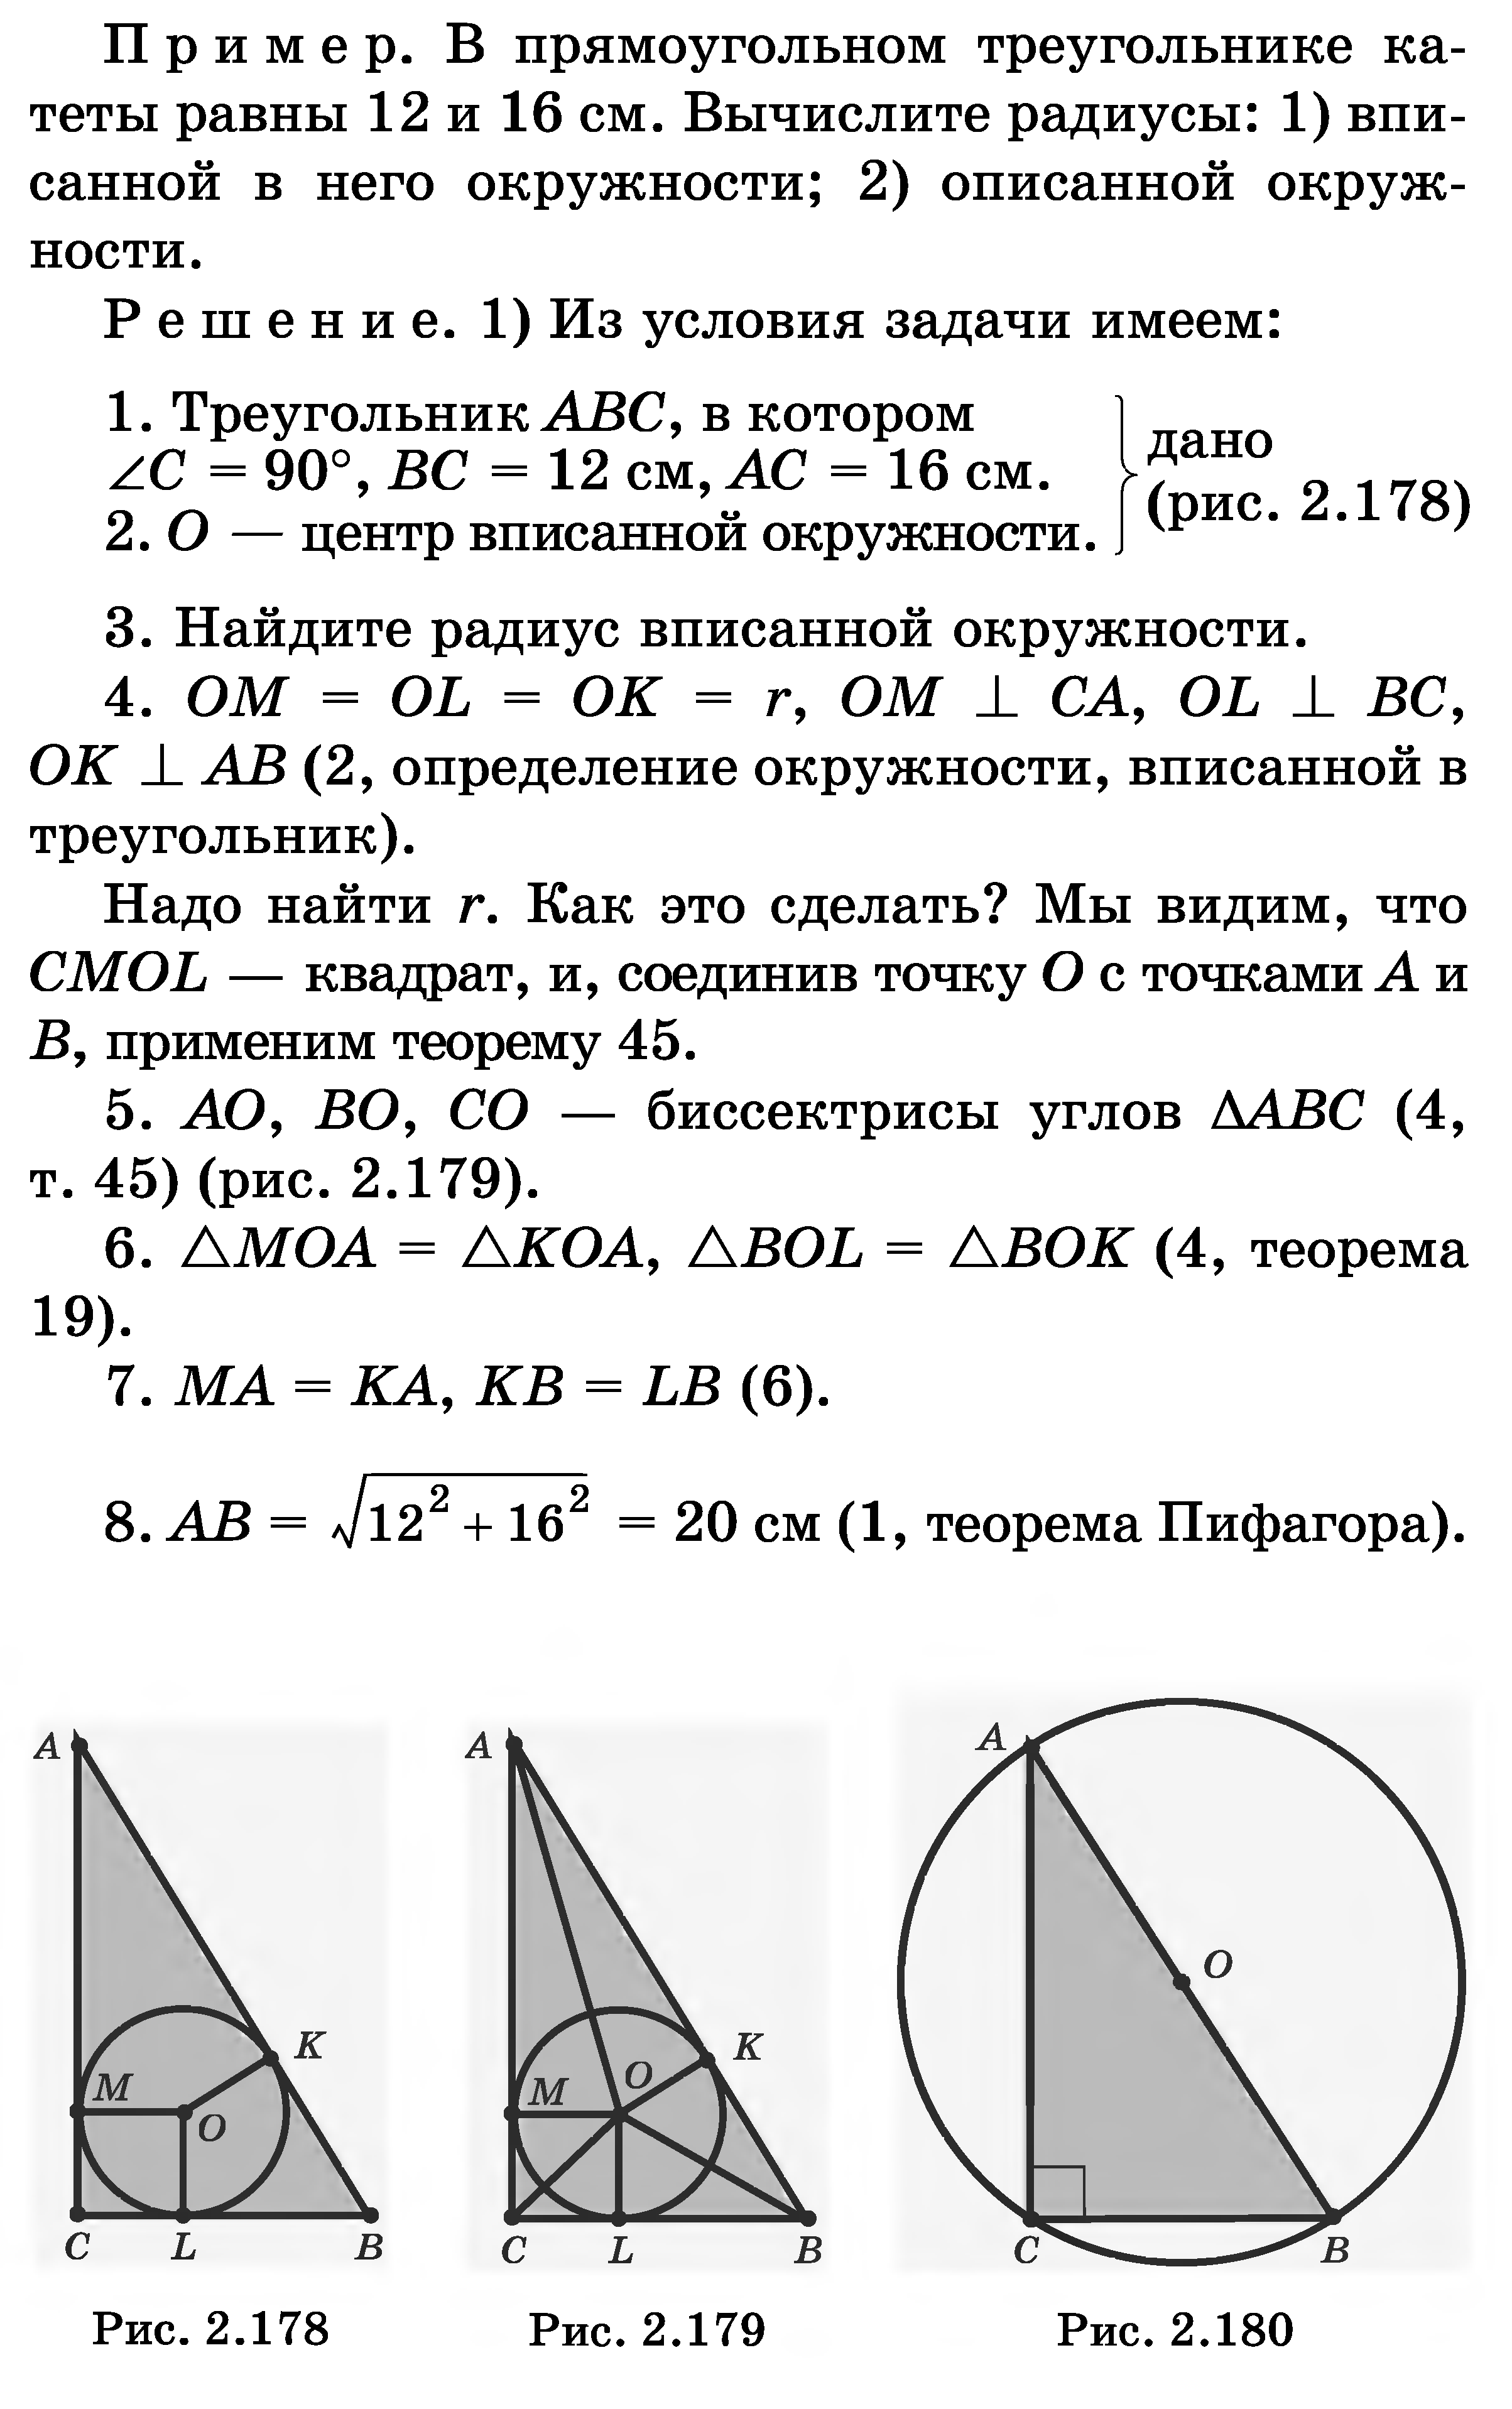 П р и м е р. В прямоугольном треугольнике ка-
теты равны 12 и 16 см. Вычислите радиусы: 1) впи-
санной в него окружности; 2) описанной окруж-
ности.
Р е ш е н и е. 1) Из условия задачи имеем:
1. Треугольник ABC, в котором
∠C = 90°, BC = 12 см, AC = 16 см.
2. O — центр вписанной окружности.
дано
(рис. 2.178)
3. Найдите радиус вписанной окружности.
4. OM = OL = OK = r, OM ⊥ CA, OL ⊥ BC,
OK ⊥ AB (2, определение окружности, вписанной в
треугольник).
Надо найти r. Как это сделать? Мы видим, что
CMOL — квадрат, и, соединив точку O с точками A и
B, применим теорему 45.
5. AO, BO, CO — биссектрисы углов ΔABC (4,
т. 45) (рис. 2.179).
6. △MOA = △KOA, △BOL = △BOK (4, теорема
19).
7. MA = KA, KB = LB (6).
8. AB = √(12² + 16²) = 20 см (1, теорема Пифагора).
A
K
M
O
C
L
B
Рис. 2.178
A
K
O
M
C
L
B
Рис. 2.179
A
O
C
B
Рис. 2.180